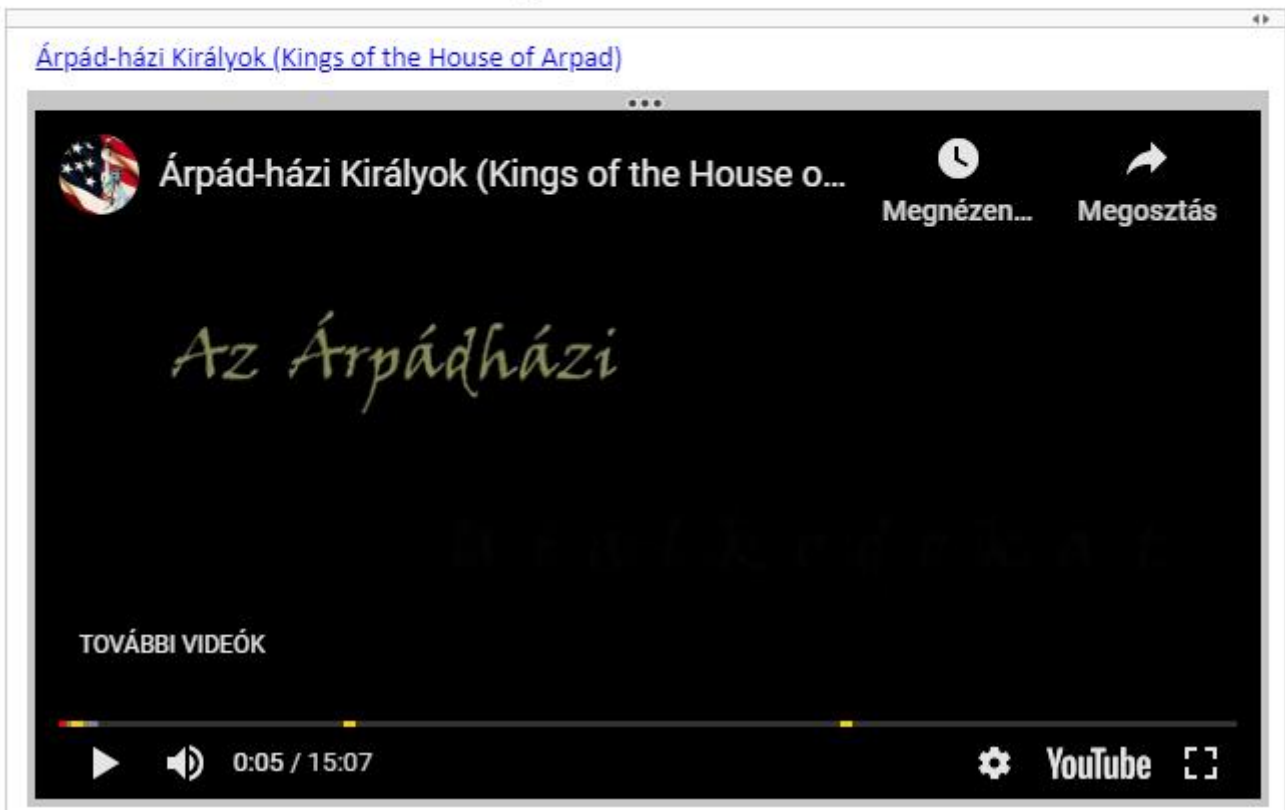 Árpád-házi Királyok (Kings of the House of Arpad)
Árpád-házi Királyok (Kings of the House o...
Megnézen...
Megosztás
Az Árpádházi
TOVÁBBI VIDEÓK
0:05 / 15:07
YouTube